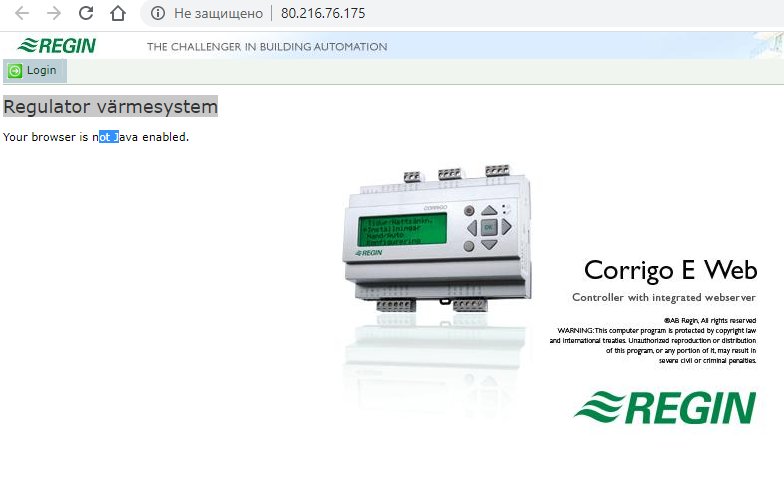 Не защищено
80.216.76.175
REGIN
THE CHALLENGER IN BUILDING AUTOMATION
Login
Regulator värmesystem
Your browser is not Java enabled.
CORRIGO
Inställningar
Hand/Auto
Konfigurering
OK
REGIN
Corrigo E Web
Controller with integrated webserver
®AB Regin, All rights reserved
WARNING: This computer program is protected by copyright law
and international treaties. Unauthorized reproduction or distribution
of this program, or any portion of it, may result in
severe civil or criminal penalties.
REGIN